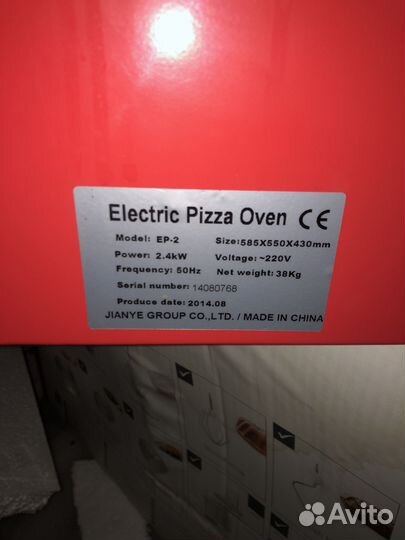 Electric Pizza Oven CE
Model: EP-2 Size:585X550X430mm
Power: 2.4kW Voltage: ~220V
Frequency: 50Hz Net weight: 38Kg
Serial number: 14080768
Produce date: 2014.08
JIANYE GROUP CO.,LTD. / MADE IN CHINA
Avito